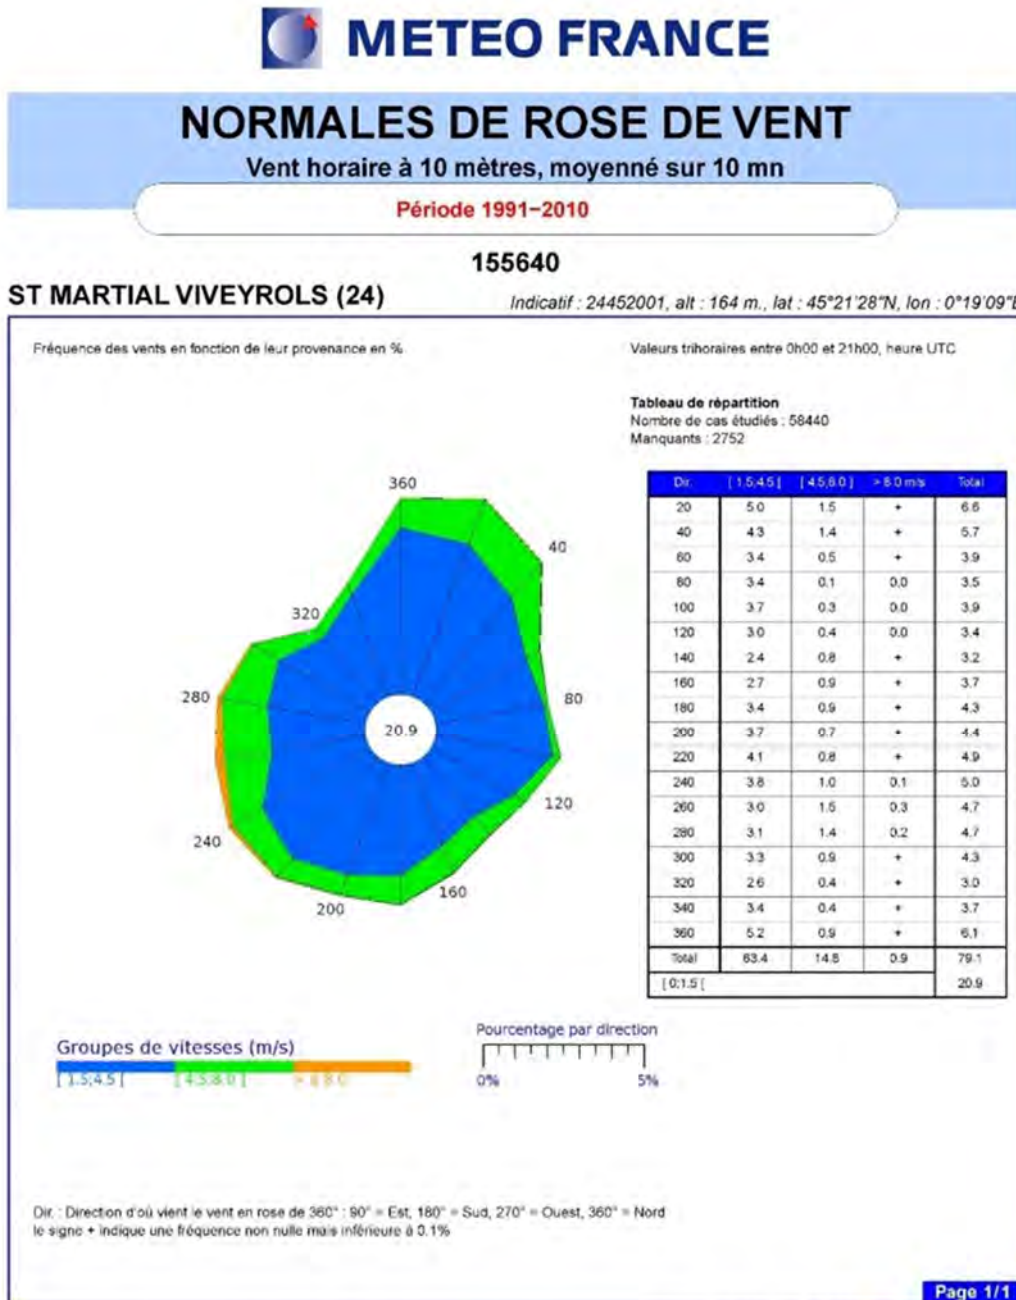 METEO FRANCE
NORMALES DE ROSE DE VENT
Vent horaire à 10 mètres, moyenné sur 10 mn
Période 1991–2010
155640
ST MARTIAL VIVEYROLS (24)
Indicatif : 24452001, alt : 164 m., lat : 45°21'28"N, lon : 0°19'09"E
Fréquence des vents en fonction de leur provenance en %
Valeurs trihoraires entre 0h00 et 21h00, heure UTC
Tableau de répartition
Nombre de cas étudiés : 58440
Manquants : 2752
Dir. [ 1.5;4.5 [ [ 4.5;8.0 ] > 8.0 m/s Total
20 5.0 1.5 + 6.6
40 4.3 1.4 + 5.7
60 3.4 0.5 + 3.9
80 3.4 0.1 0.0 3.5
100 3.7 0.3 0.0 3.9
120 3.0 0.4 0.0 3.4
140 2.4 0.8 + 3.2
160 2.7 0.9 + 3.7
180 3.4 0.9 + 4.3
200 3.7 0.7 + 4.4
220 4.1 0.8 + 4.9
240 3.8 1.0 0.1 5.0
260 3.0 1.5 0.3 4.7
280 3.1 1.4 0.2 4.7
300 3.3 0.9 + 4.3
320 2.6 0.4 + 3.0
340 3.4 0.4 + 3.7
360 5.2 0.9 + 6.1
Total 63.4 14.8 0.9 79.1
[ 0;1.5 [ 20.9
360
40
320
280
80
20.9
120
240
160
200
Groupes de vitesses (m/s)
[ 1.5;4.5 [ [ 4.5;8.0 ]
Pourcentage par direction
0% 5%
Dir. : Direction d'où vient le vent en rose de 360° : 90° = Est, 180° = Sud, 270° = Ouest, 360° = Nord
le signe + indique une fréquence non nulle mais inférieure à 0.1%
Page 1/1